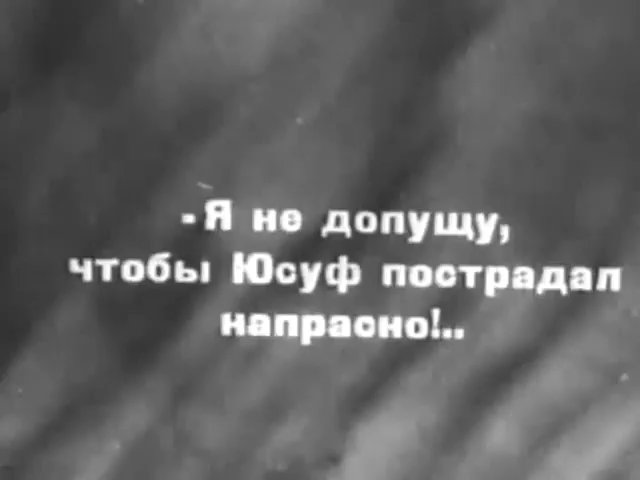 - Я не допущу,
чтобы Юсуф пострадал
напрасно!..